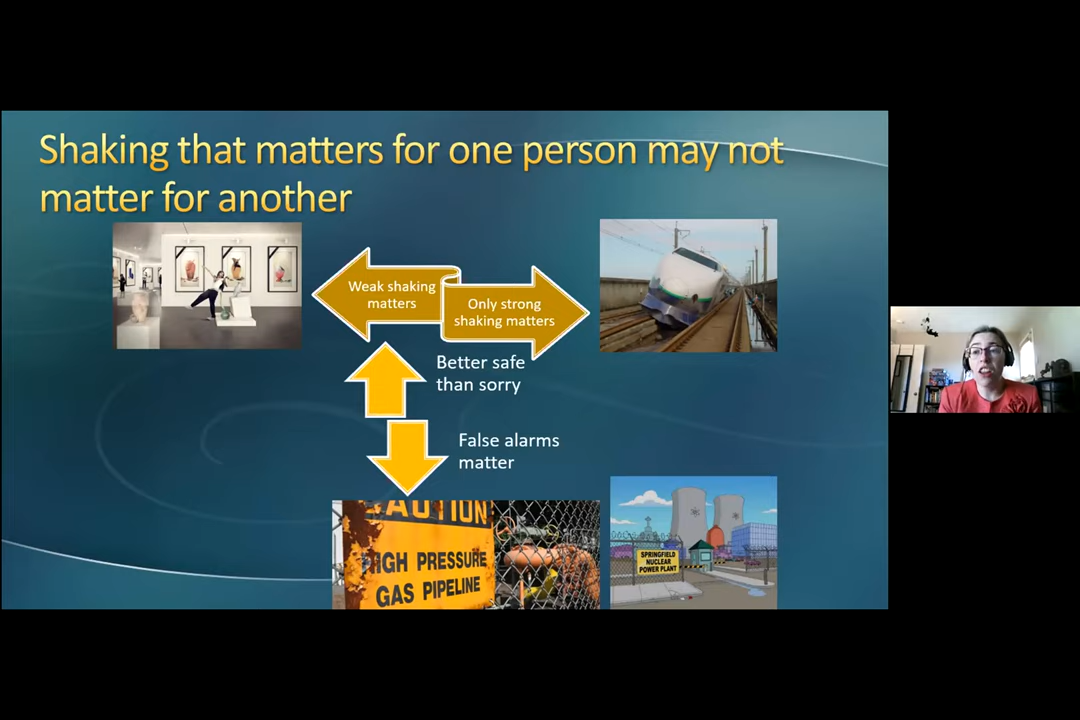 Shaking that matters for one person may not
matter for another
Weak shaking
matters
Only strong
shaking matters
Better safe
than sorry
False alarms
matter
CAUTION
HIGH PRESSURE
GAS PIPELINE
SPRINGFIELD
NUCLEAR
POWER PLANT